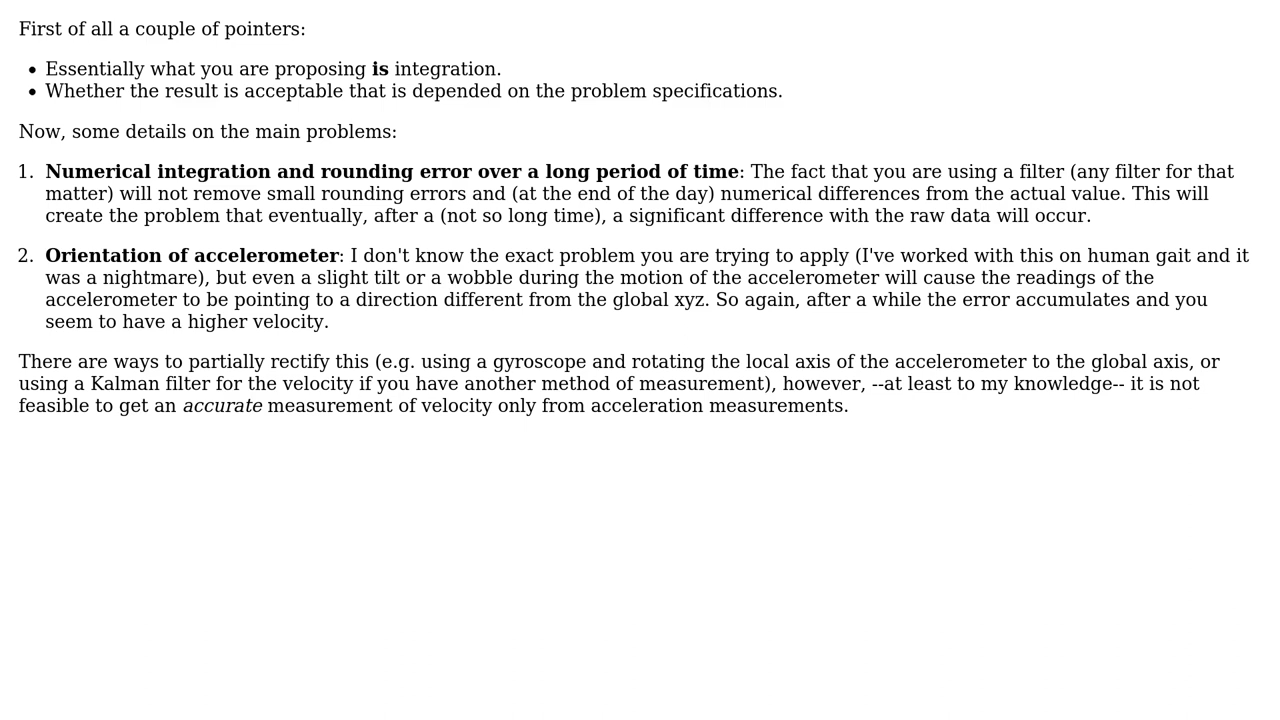 First of all a couple of pointers:
• Essentially what you are proposing is integration.
• Whether the result is acceptable that is depended on the problem specifications.
Now, some details on the main problems:
1. Numerical integration and rounding error over a long period of time: The fact that you are using a filter (any filter for that
matter) will not remove small rounding errors and (at the end of the day) numerical differences from the actual value. This will
create the problem that eventually, after a (not so long time), a significant difference with the raw data will occur.
2. Orientation of accelerometer: I don't know the exact problem you are trying to apply (I've worked with this on human gait and it
was a nightmare), but even a slight tilt or a wobble during the motion of the accelerometer will cause the readings of the
accelerometer to be pointing to a direction different from the global xyz. So again, after a while the error accumulates and you
seem to have a higher velocity.
There are ways to partially rectify this (e.g. using a gyroscope and rotating the local axis of the accelerometer to the global axis, or
using a Kalman filter for the velocity if you have another method of measurement), however, --at least to my knowledge-- it is not
feasible to get an accurate measurement of velocity only from acceleration measurements.